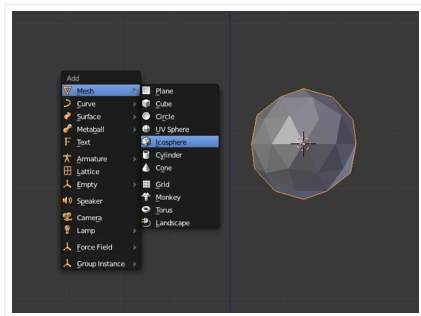 Add
Mesh
Curve
Surface
Metaball
Text
Armature
Lattice
Empty
Speaker
Camera
Lamp
Force Field
Group Instance
Plane
Cube
Circle
UV Sphere
Icosphere
Cylinder
Cone
Grid
Monkey
Torus
Landscape